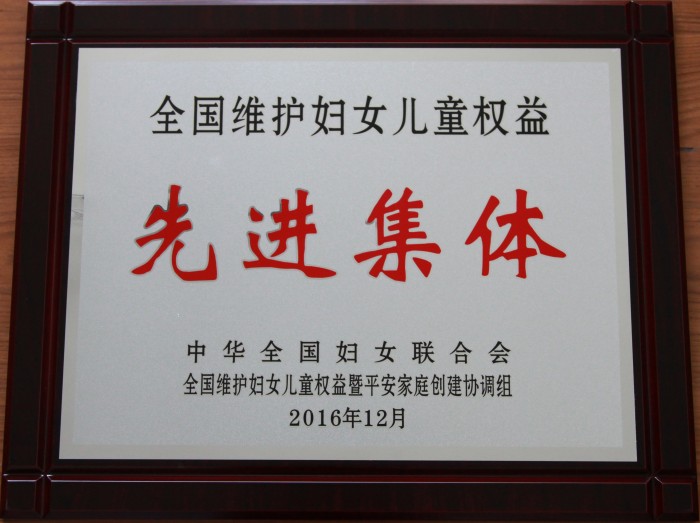 全国维护妇女儿童权益
先进集体
中华全国妇女联合会
全国维护妇女儿童权益暨平安家庭创建协调组
2016年12月